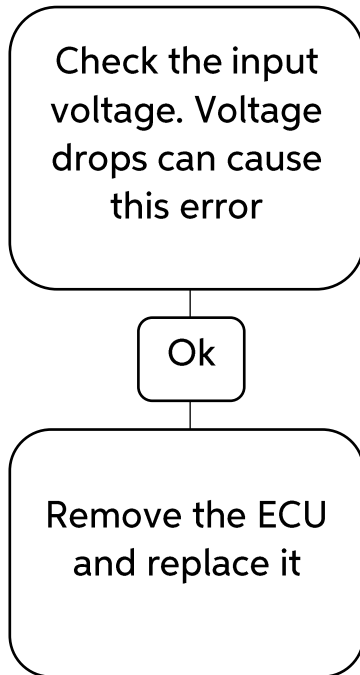 Check the input
voltage. Voltage
drops can cause
this error
Ok
Remove the ECU
and replace it